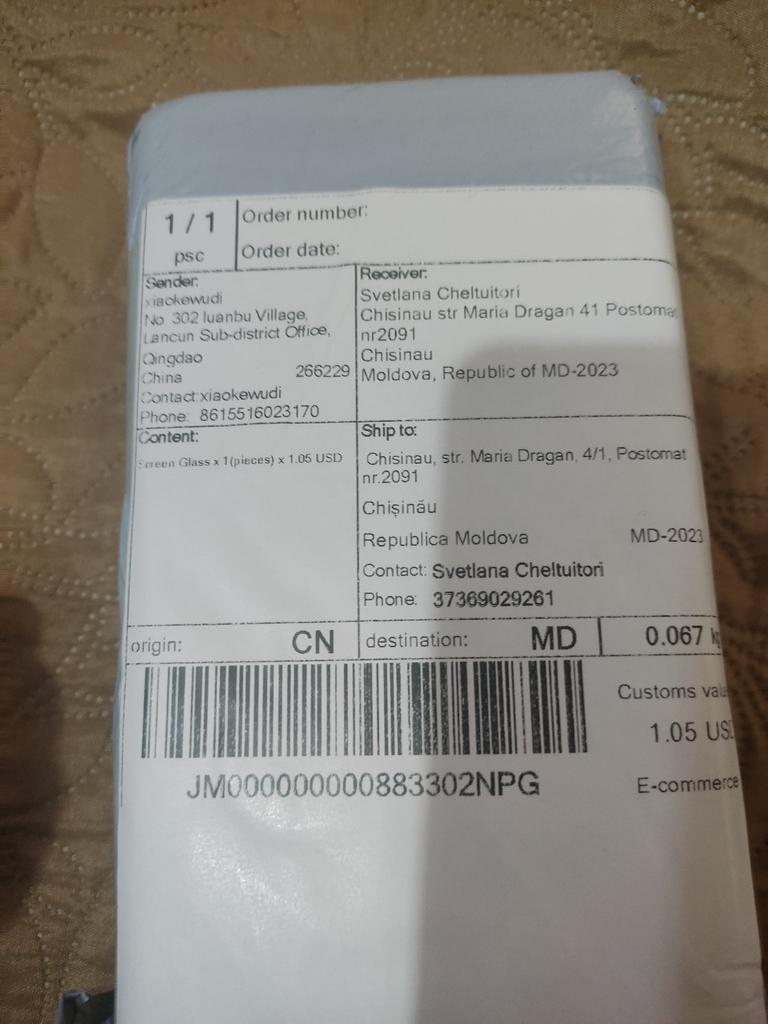 1 / 1
psc
Order number:
Order date:
Sender:
xiaokewudi
No 302 luanbu Village,
Lancun Sub-district Office,
Qingdao
China 266229
Contact:xiaokewudi
Phone: 8615516023170
Receiver:
Svetlana Cheltuitori
Chisinau str Maria Dragan 41 Postomat
nr2091
Chisinau
Moldova, Republic of MD-2023
Content:
Screen Glass x 1(pieces) x 1.05 USD
Ship to:
Chisinau, str. Maria Dragan, 4/1, Postomat
nr.2091
Chișinău
Republica Moldova MD-2023
Contact: Svetlana Cheltuitori
Phone: 37369029261
origin: CN
destination: MD
0.067 kg
JM000000000883302NPG
Customs value
1.05 USD
E-commerce